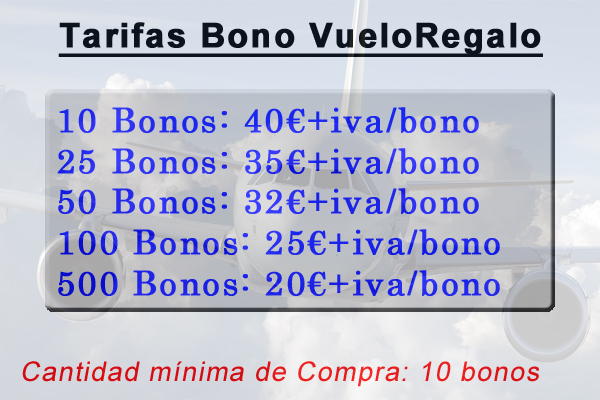 Tarifas Bono VueloRegalo
10 Bonos: 40€+iva/bono
25 Bonos: 35€+iva/bono
50 Bonos: 32€+iva/bono
100 Bonos: 25€+iva/bono
500 Bonos: 20€+iva/bono
Cantidad mínima de Compra: 10 bonos